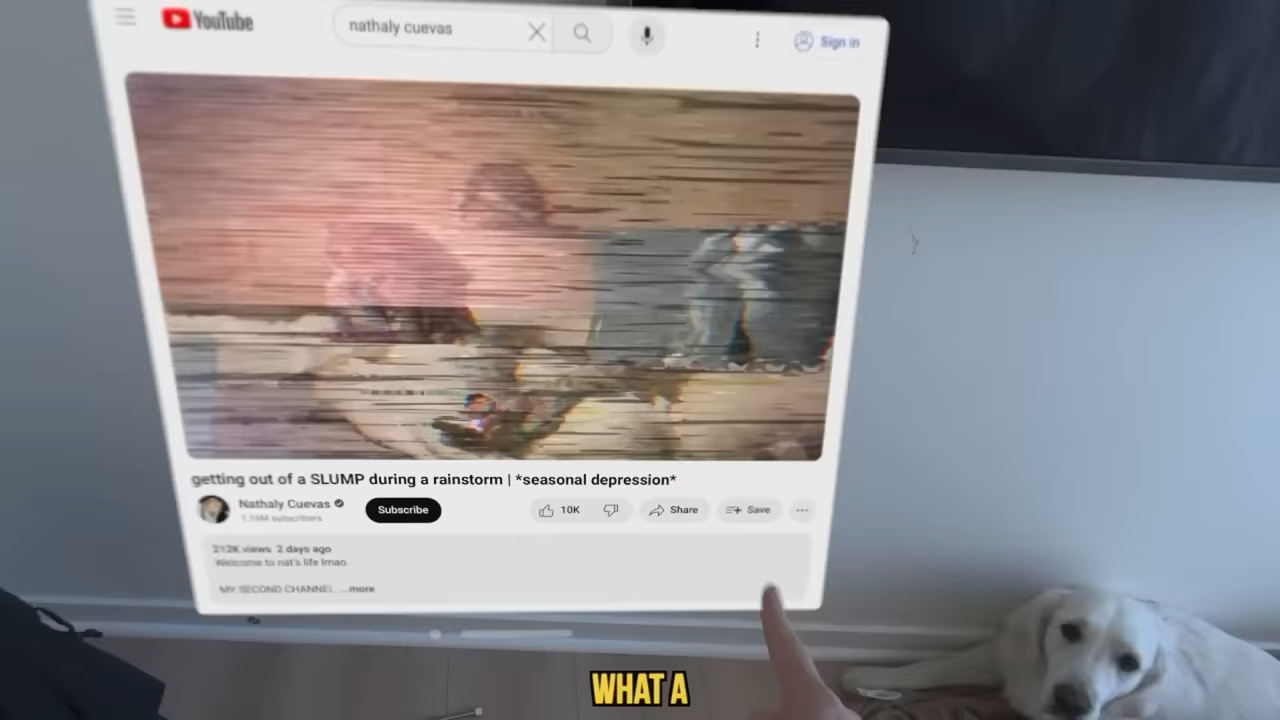 YouTube
nathaly cuevas
Sign in
getting out of a SLUMP during a rainstorm | *seasonal depression*
Nathaly Cuevas
subscribers
Subscribe
10K
Share
Save
212K views 2 days ago
Welcome to nat's life lmao.
MY SECOND CHANNEL ...more
WHAT A